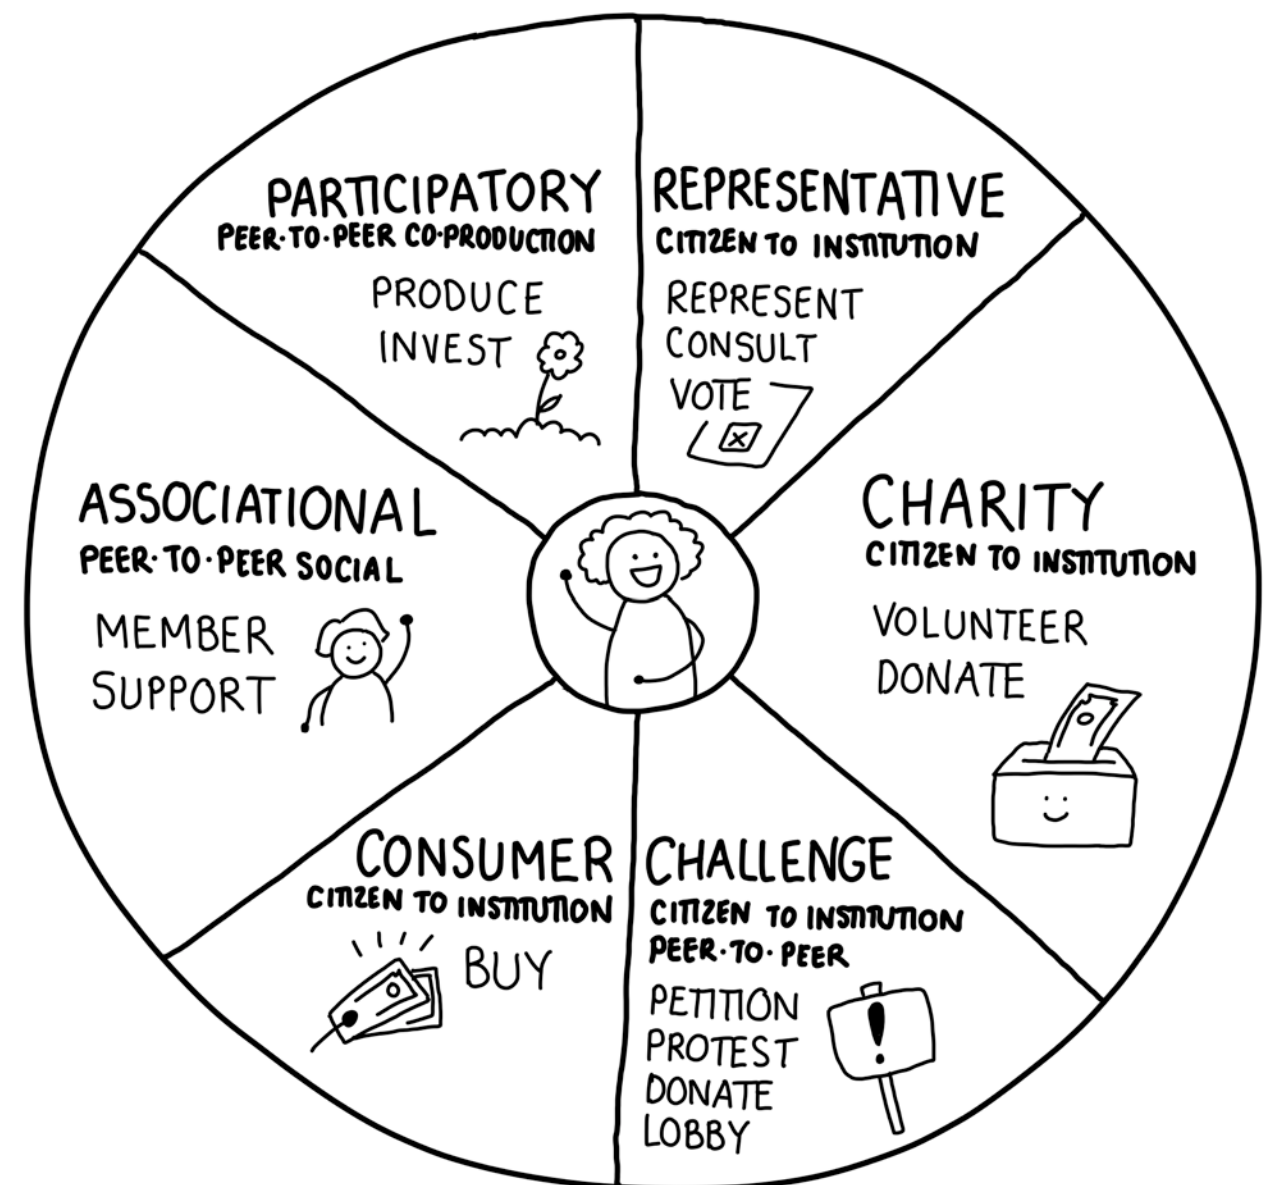 PARTICIPATORY
PEER·TO·PEER CO·PRODUCTION
PRODUCE
INVEST
REPRESENTATIVE
CITIZEN TO INSTITUTION
REPRESENT
CONSULT
VOTE
ASSOCIATIONAL
PEER·TO·PEER SOCIAL
MEMBER
SUPPORT
CHARITY
CITIZEN TO INSTITUTION
VOLUNTEER
DONATE
CONSUMER
CITIZEN TO INSTITUTION
BUY
CHALLENGE
CITIZEN TO INSTITUTION
PEER·TO·PEER
PETITION
PROTEST
DONATE
LOBBY
!